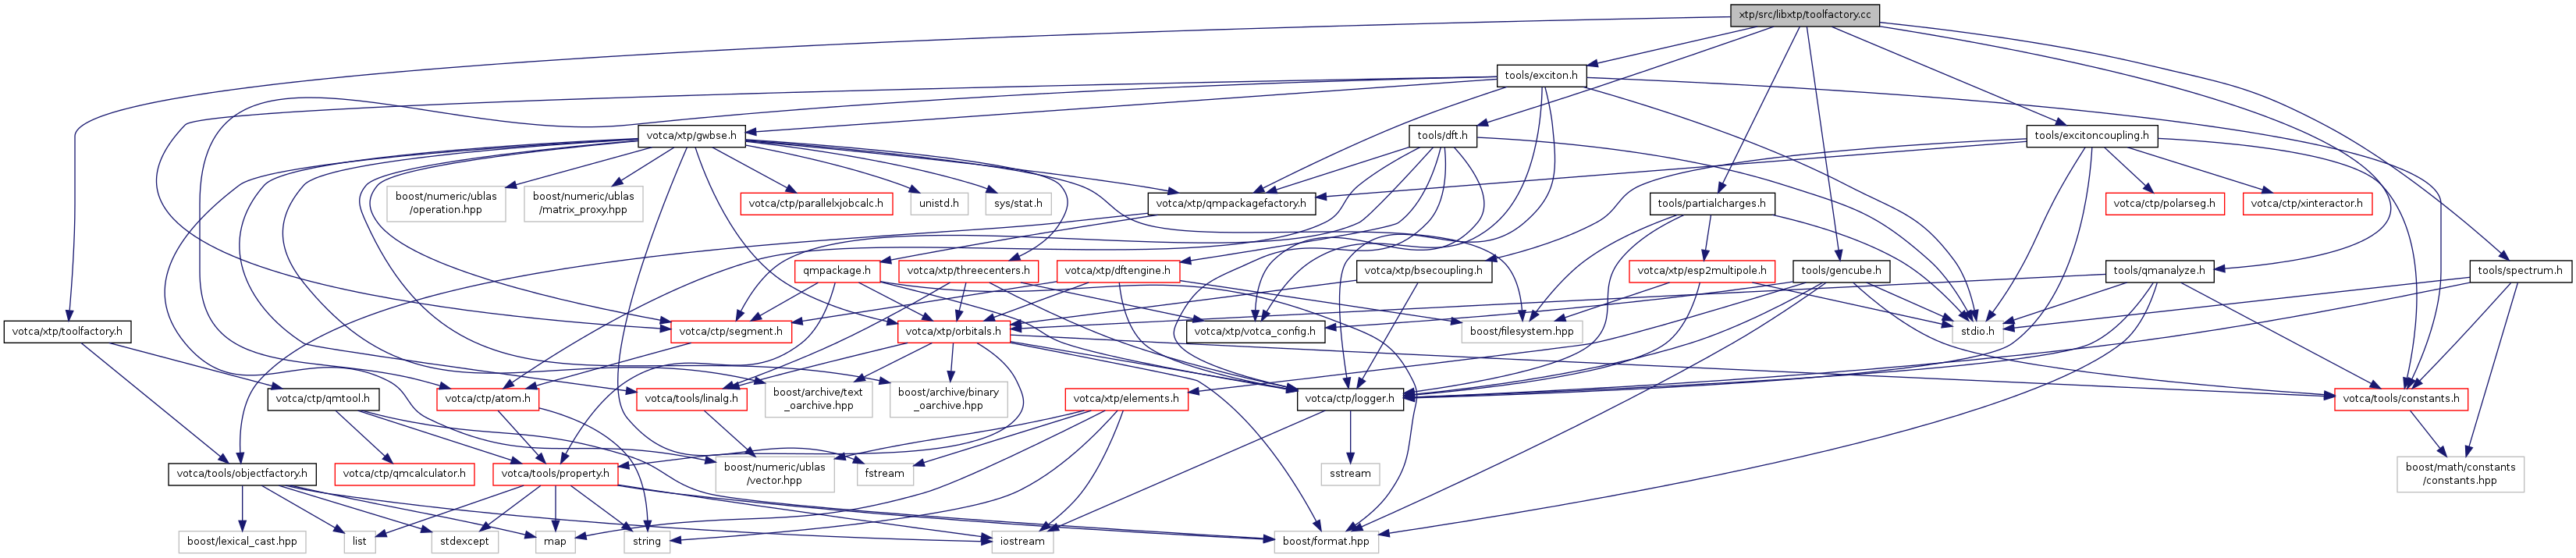 xtp/src/libxtp/toolfactory.cc
tools/exciton.h
votca/xtp/gwbse.h
tools/dft.h
tools/excitoncoupling.h
boost/numeric/ublas
/operation.hpp
boost/numeric/ublas
/matrix_proxy.hpp
votca/ctp/parallelxjobcalc.h
unistd.h
sys/stat.h
votca/xtp/qmpackagefactory.h
tools/partialcharges.h
votca/ctp/polarseg.h
votca/ctp/xinteractor.h
qmpackage.h
votca/xtp/threecenters.h
votca/xtp/dftengine.h
votca/xtp/bsecoupling.h
votca/xtp/esp2multipole.h
tools/gencube.h
tools/qmanalyze.h
tools/spectrum.h
votca/xtp/toolfactory.h
votca/ctp/segment.h
votca/xtp/orbitals.h
votca/xtp/votca_config.h
boost/filesystem.hpp
stdio.h
votca/ctp/qmtool.h
votca/ctp/atom.h
votca/tools/linalg.h
boost/archive/text
_oarchive.hpp
boost/archive/binary
_oarchive.hpp
votca/xtp/elements.h
votca/ctp/logger.h
votca/tools/constants.h
votca/tools/objectfactory.h
votca/ctp/qmcalculator.h
votca/tools/property.h
boost/numeric/ublas
/vector.hpp
fstream
sstream
boost/math/constants
/constants.hpp
boost/lexical_cast.hpp
list
stdexcept
map
string
iostream
boost/format.hpp